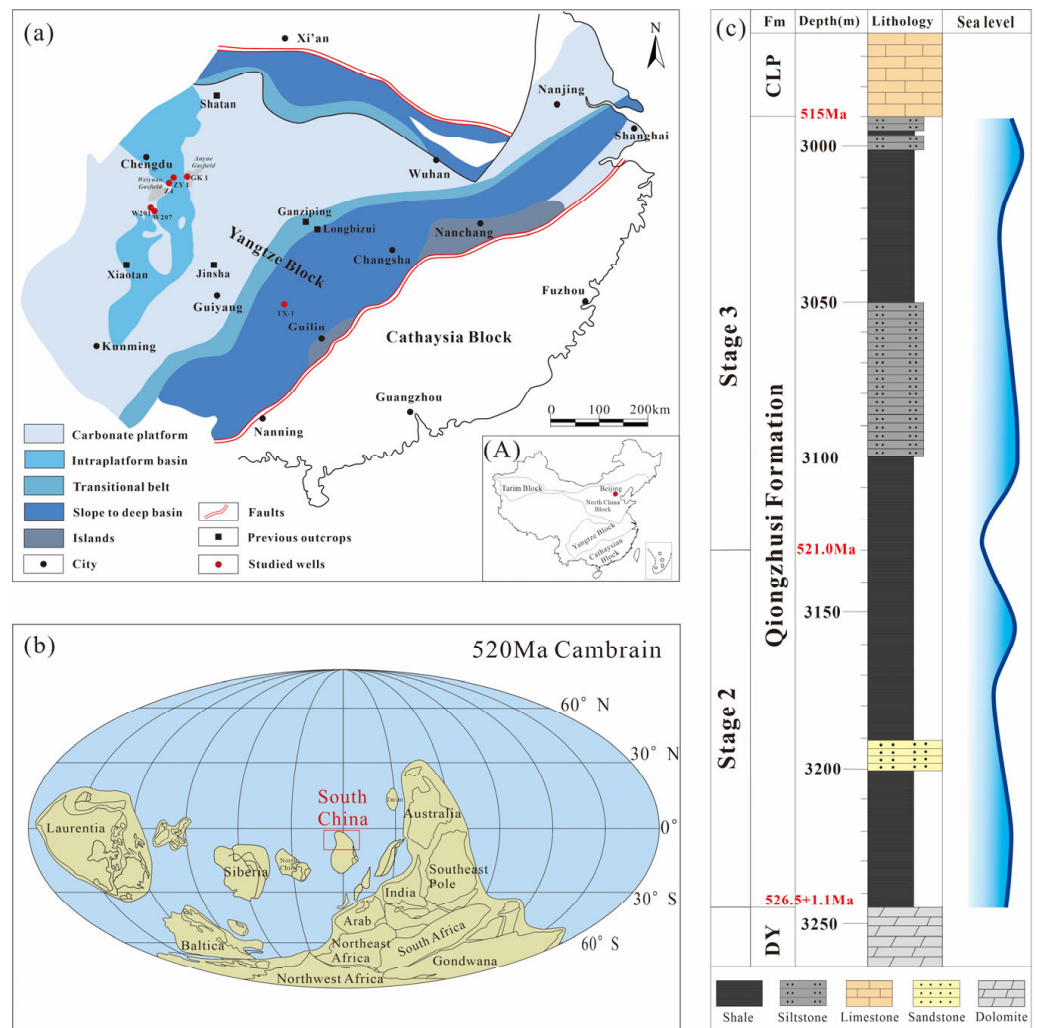 (a)
Xi'an
N
Shatan
Nanjing
Shanghai
Chengdu
Anyue
Gasfield
Weiyuan
Gasfield
ZY1
GK1
Z4
Wuhan
W201
W207
Ganziping
Longbizui
Nanchang
Yangtze Block
Changsha
Xiaotan
Jinsha
Guiyang
TX-1
Fuzhou
Guilin
Cathaysia Block
Kunming
Guangzhou
0 100 200km
Nanning
Carbonate platform
Intraplatform basin
Transitional belt
Slope to deep basin
Faults
Islands
Previous outcrops
City
Studied wells
(A)
Tarim Block
Beijing
North China
Block
Yangtze Block
Cathaysian
Block
(b)
520Ma Cambrain
60° N
30° N
0°
30° S
60° S
South
China
Tarim
Australia
Laurentia
Siberia
North
China
Southeast
Pole
India
Arab
Baltica
Northeast
Africa
South Africa
Gondwana
Northwest Africa
(c)
Fm Depth(m) Lithology Sea level
CLP
515Ma
3000
3050
Stage 3
3100
521.0Ma
Qiongzhusi Formation
3150
Stage 2
3200
526.5+1.1Ma
DY
3250
Shale
Siltstone
Limestone
Sandstone
Dolomite